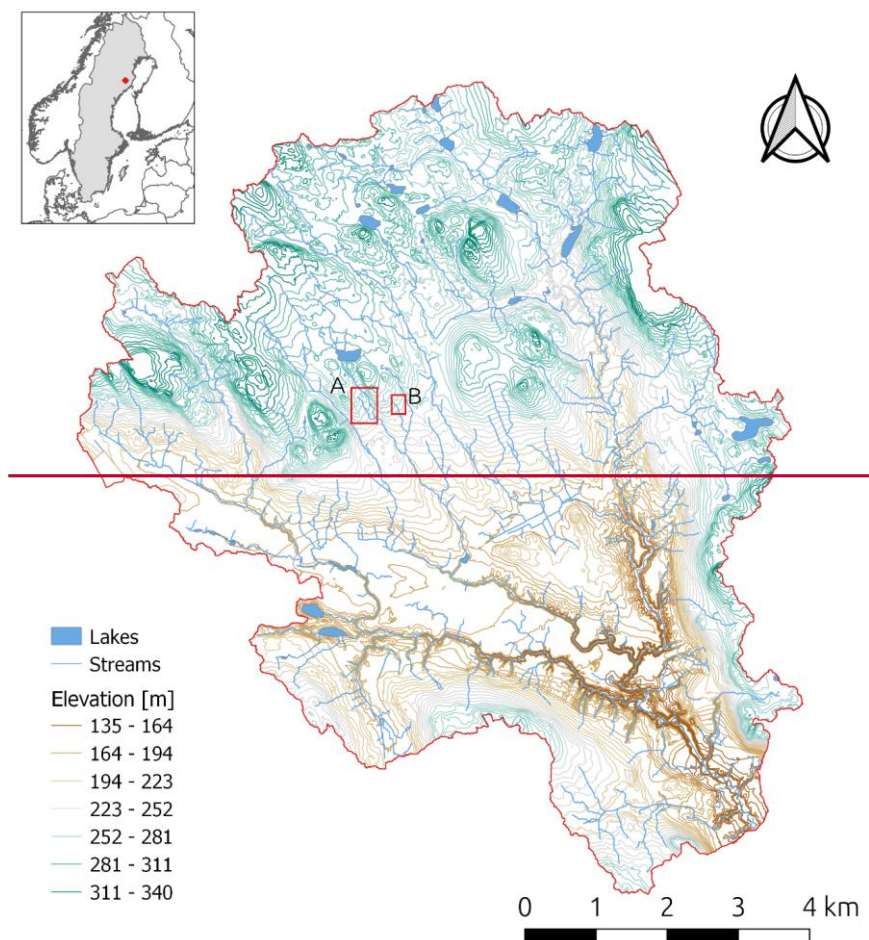 A
B
Lakes
Streams
Elevation [m]
135 - 164
164 - 194
194 - 223
223 - 252
252 - 281
281 - 311
311 - 340
0 1 2 3 4 km